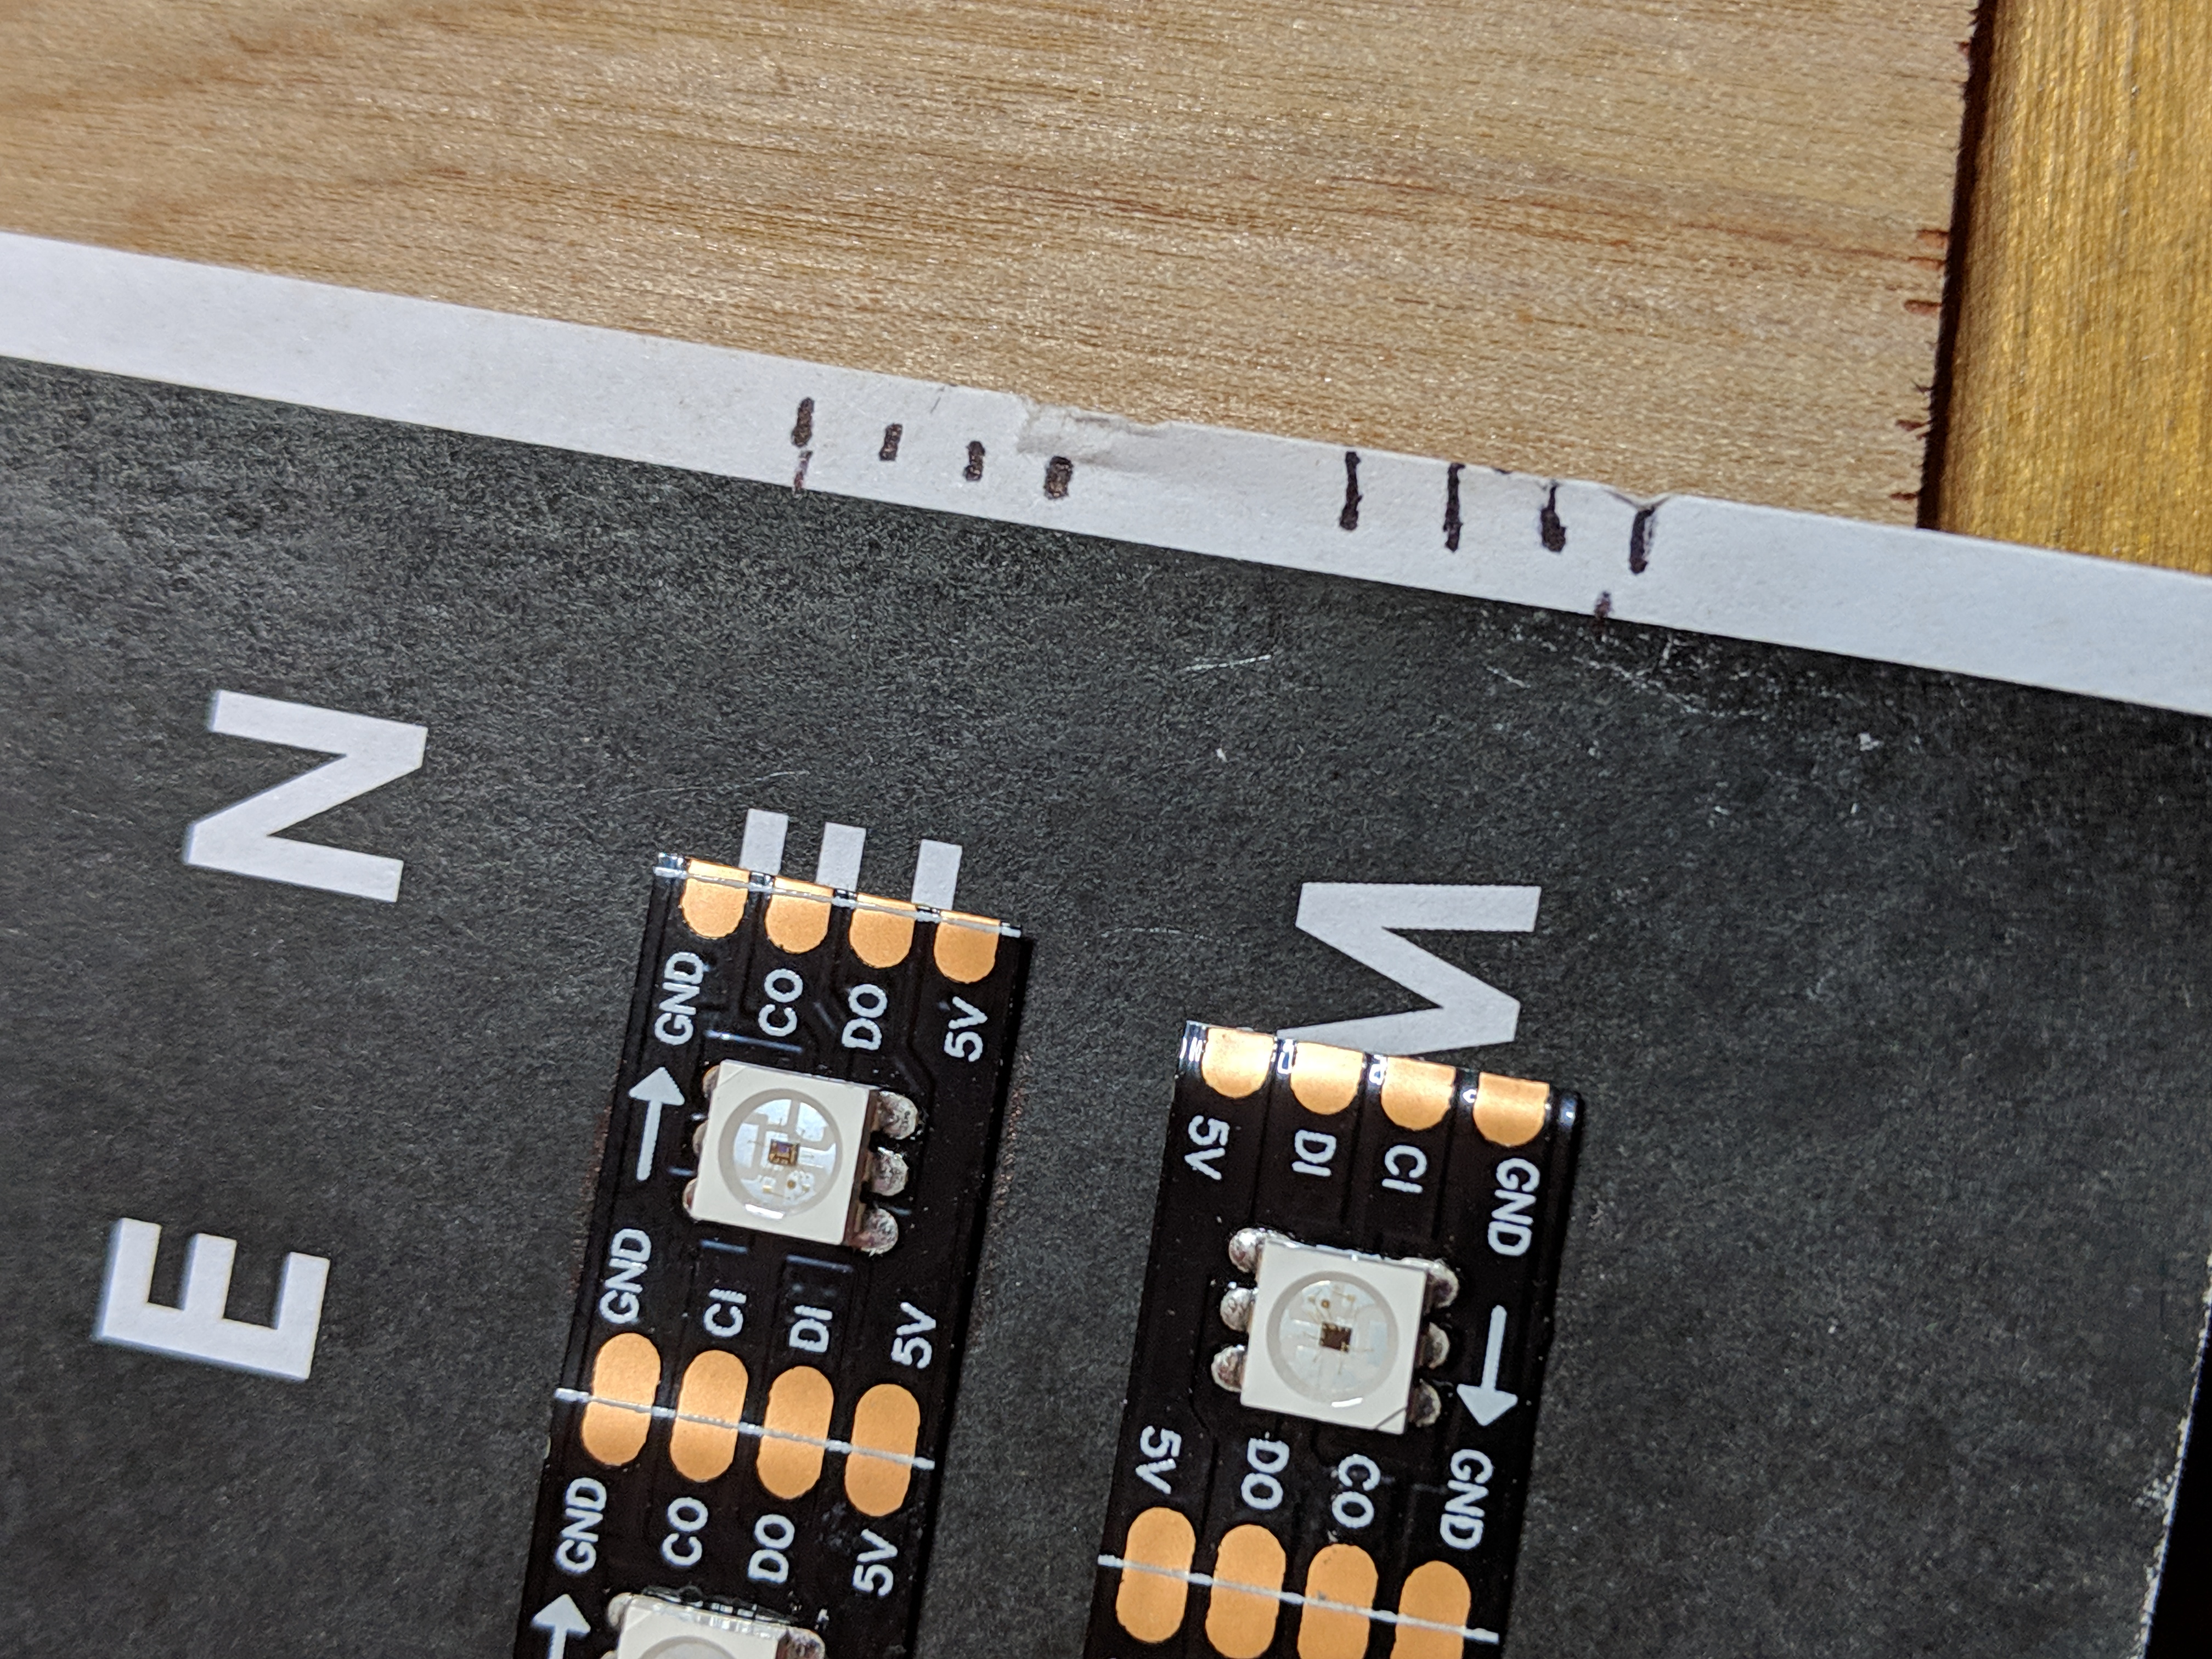 E N
E
M
GND CO DO 5V
GND CI DI 5V
GND CO DO 5V
5V DI CI GND
5V DO CO GND